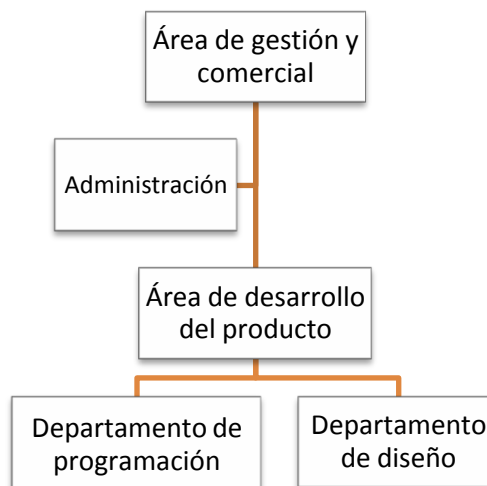 Área de gestión y
comercial
Administración
Área de desarrollo
del producto
Departamento de
programación
Departamento
de diseño